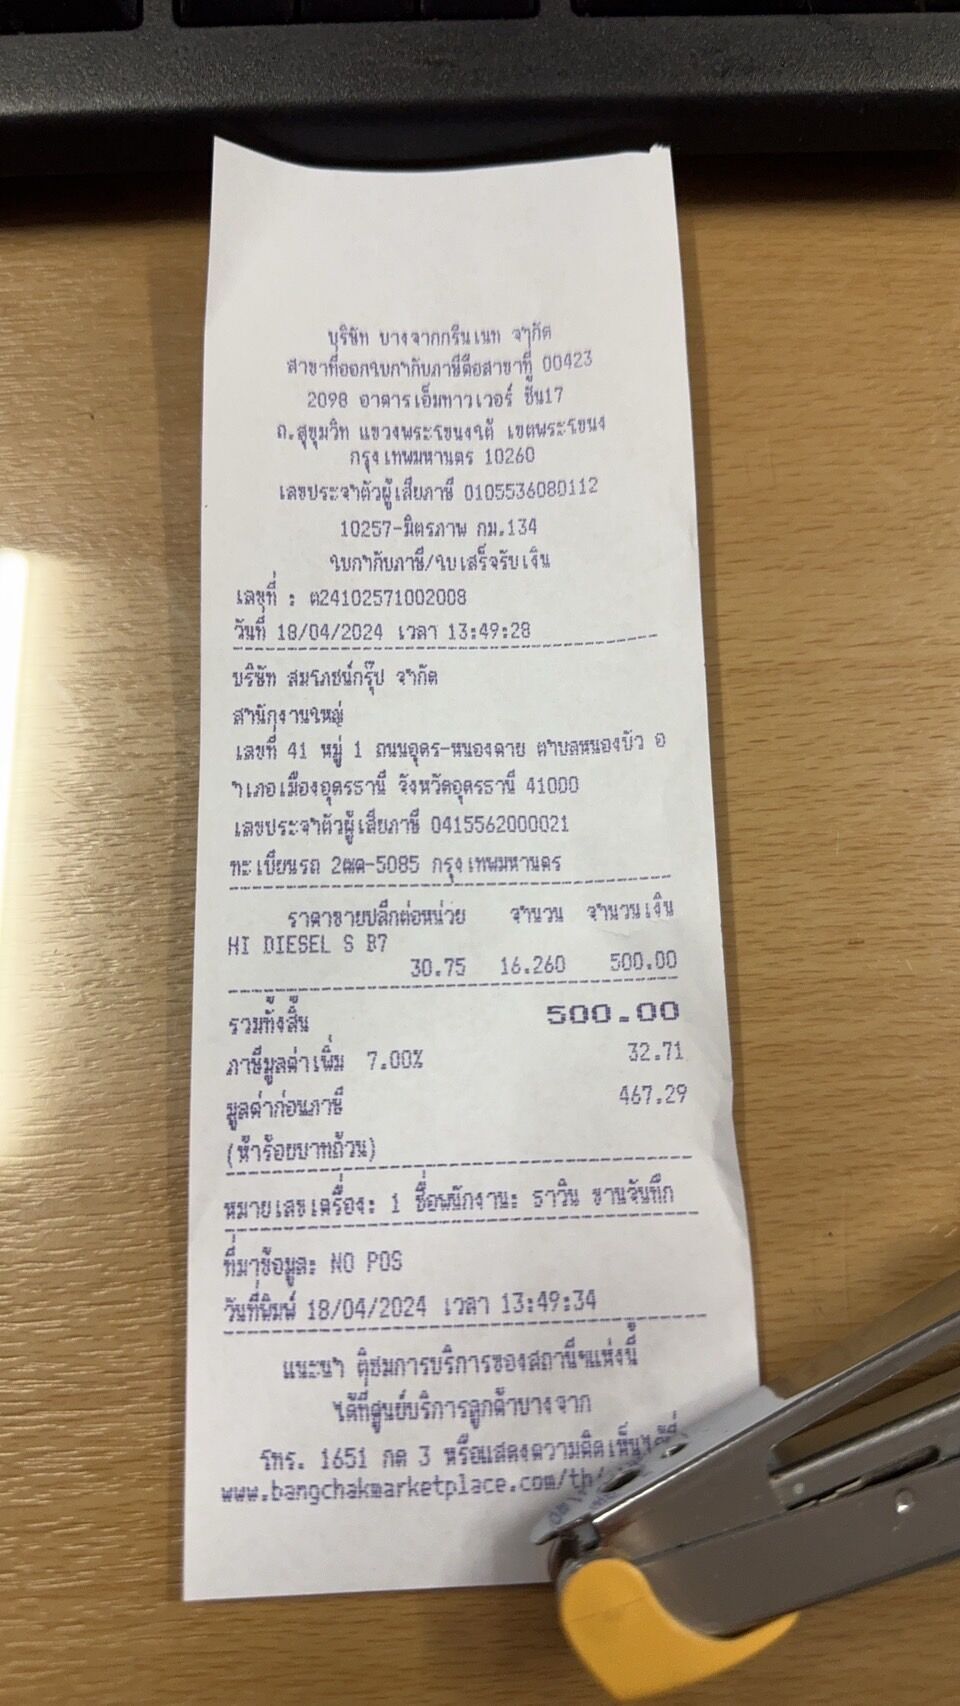 บริษัท บางจากกรีนเนท จำกัด
สาขาที่ออกใบกำกับภาษีคือสาขาที่ 00423
2098 อาคารเอ็มทาวเวอร์ ชั้น17
ถ.สุขุมวิท แขวงพระโขนงใต้ เขตพระโขนง
กรุงเทพมหานคร 10260
เลขประจำตัวผู้เสียภาษี 0105536080112
10257-มิตรภาพ กม.134
ใบกำกับภาษี/ใบเสร็จรับเงิน
เลขที่ : ต24102571002008
วันที่ 18/04/2024 เวลา 13:49:28
บริษัท สมโภชน์กรุ๊ป จำกัด
สำนักงานใหญ่
เลขที่ 41 หมู่ 1 ถนนอุดร-หนองคาย ตำบลหนองบัว อ
ำเภอเมืองอุดรธานี จังหวัดอุดรธานี 41000
เลขประจำตัวผู้เสียภาษี 0415562000021
ทะเบียนรถ 2ฒค-5085 กรุงเทพมหานคร
ราคาขายปลีกต่อหน่วย จำนวน จำนวนเงิน
HI DIESEL S B7
30.75 16.260 500.00
รวมทั้งสิ้น 500.00
ภาษีมูลค่าเพิ่ม 7.00% 32.71
มูลค่าก่อนภาษี 467.29
(ห้าร้อยบาทถ้วน)
หมายเลขเครื่อง: 1 ชื่อพนักงาน: ธาวิน ขานจันทึก
ที่มาข้อมูล: NO POS
วันที่พิมพ์ 18/04/2024 เวลา 13:49:34
แนะนำ ติชมการบริการของสถานีฯแห่งนี้
ได้ที่ศูนย์บริการลูกค้าบางจาก
โทร. 1651 กด 3 หรือแสดงความคิดเห็นได้ที่
www.bangchakmarketplace.com/th/